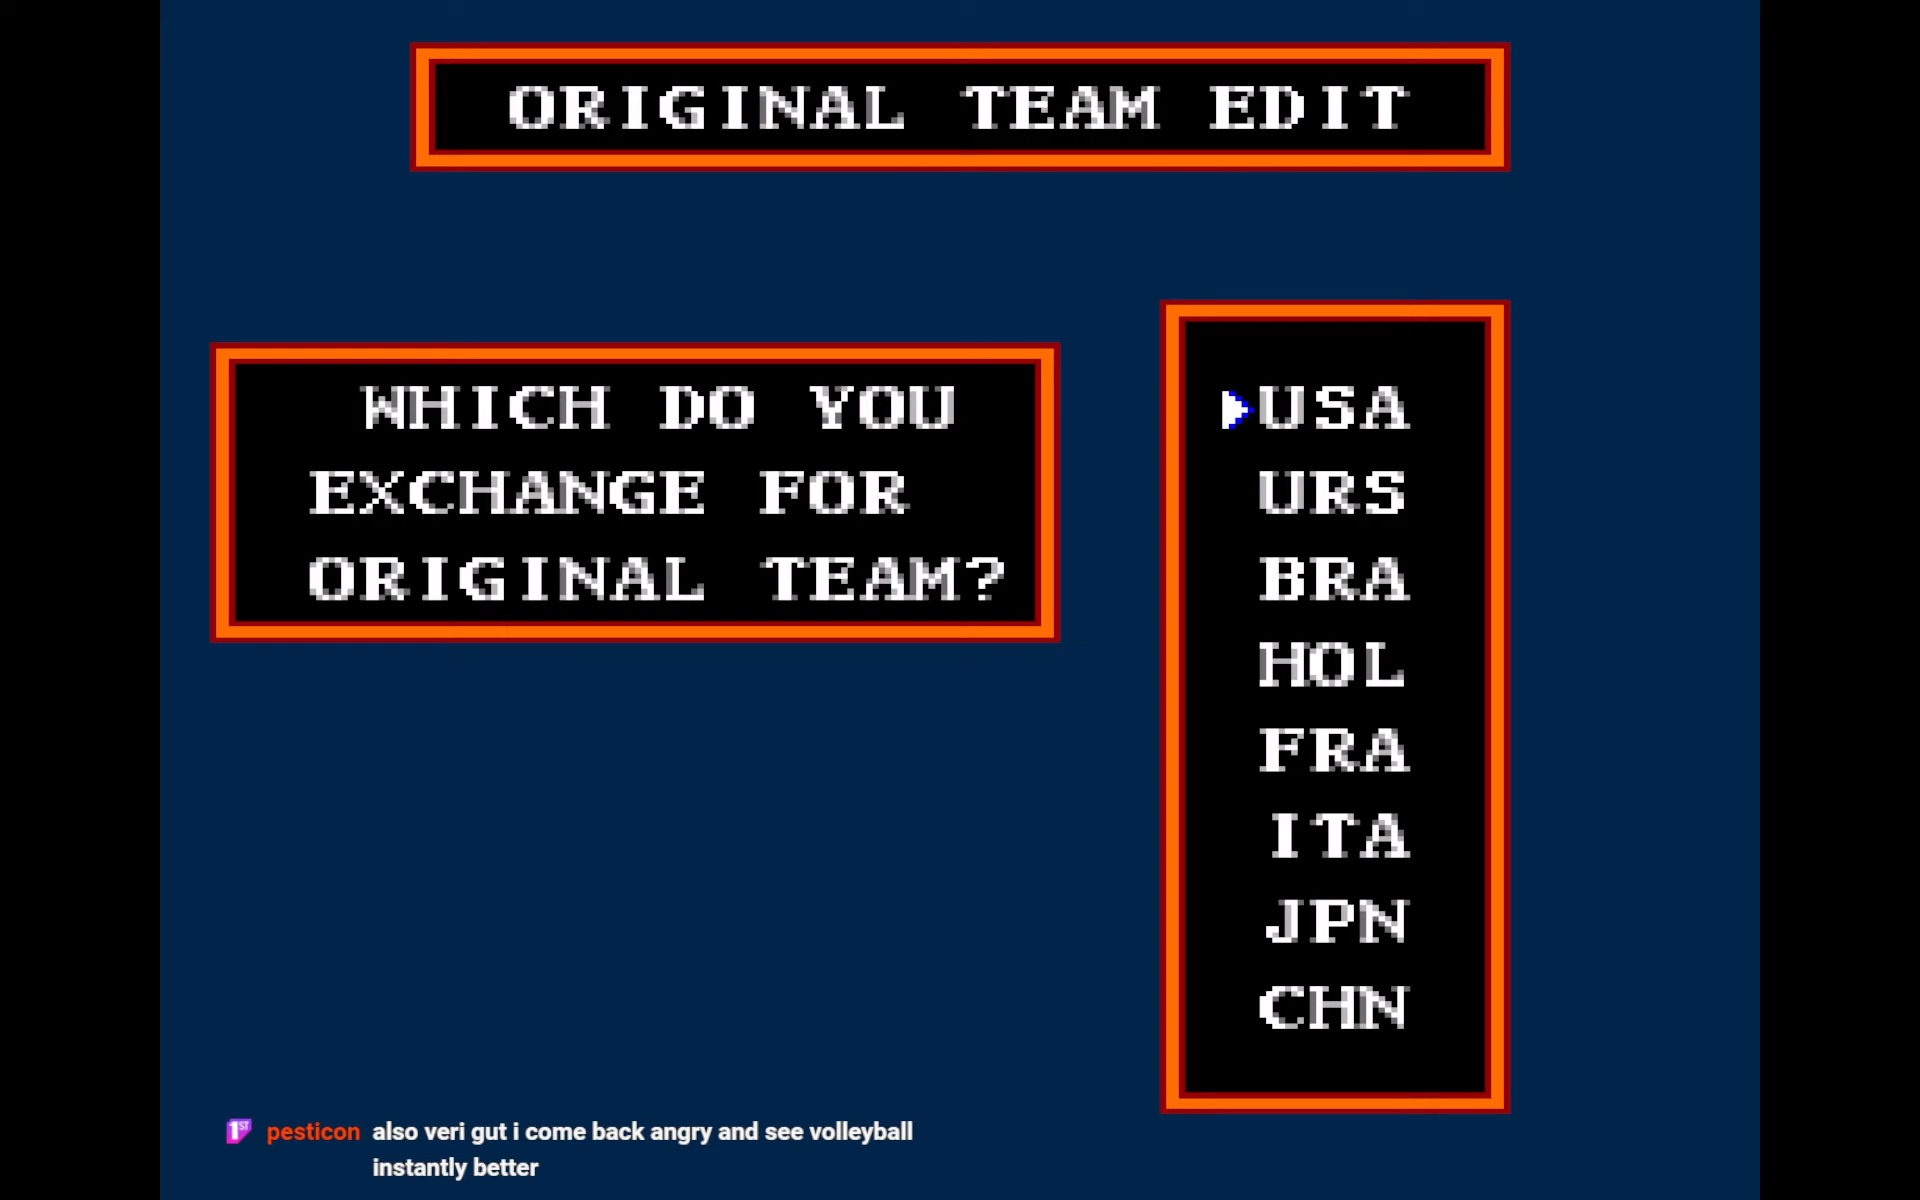 ORIGINAL TEAM EDIT
WHICH DO YOU
EXCHANGE FOR
ORIGINAL TEAM?
USA
URS
BRA
HOL
FRA
ITA
JPN
CHN
1ST pesticon also veri gut i come back angry and see volleyball
instantly better